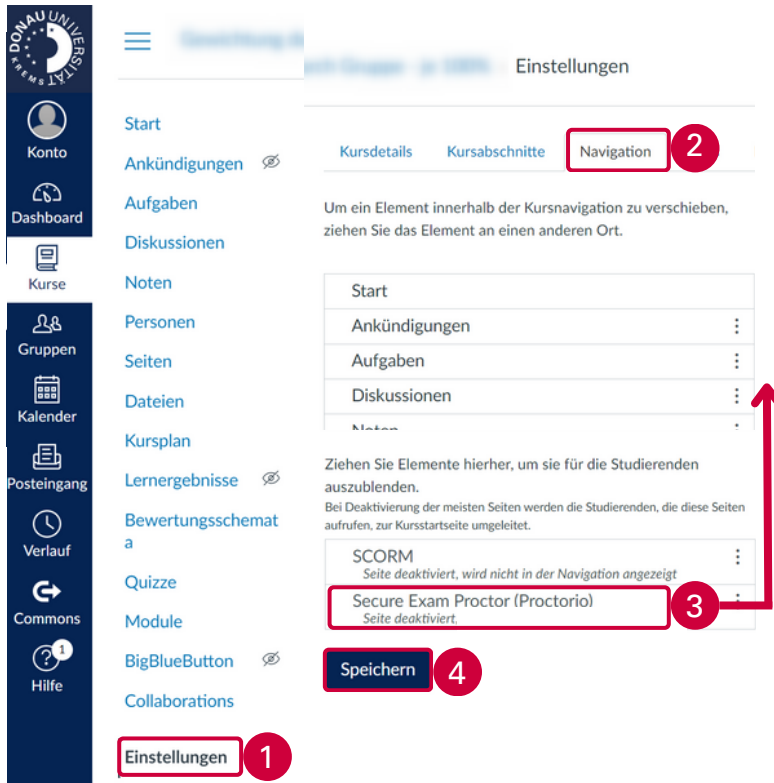 DONAU UNIVERSITÄT
KREMS
Konto
Dashboard
Kurse
Gruppen
Kalender
Posteingang
Verlauf
Commons
1
Hilfe
Start
Ankündigungen
Aufgaben
Diskussionen
Noten
Personen
Seiten
Dateien
Kursplan
Lernergebnisse
Bewertungsschemat
a
Quizze
Module
BigBlueButton
Collaborations
Einstellungen 1
Einstellungen
Kursdetails Kursabschnitte Navigation 2
Um ein Element innerhalb der Kursnavigation zu verschieben,
ziehen Sie das Element an einen anderen Ort.
Start
Ankündigungen
Aufgaben
Diskussionen
Noten
Ziehen Sie Elemente hierher, um sie für die Studierenden
auszublenden.
Bei Deaktivierung der meisten Seiten werden die Studierenden, die diese Seiten
aufrufen, zur Kursstartseite umgeleitet.
SCORM
Seite deaktiviert, wird nicht in der Navigation angezeigt
Secure Exam Proctor (Proctorio) 3
Seite deaktiviert,
Speichern 4